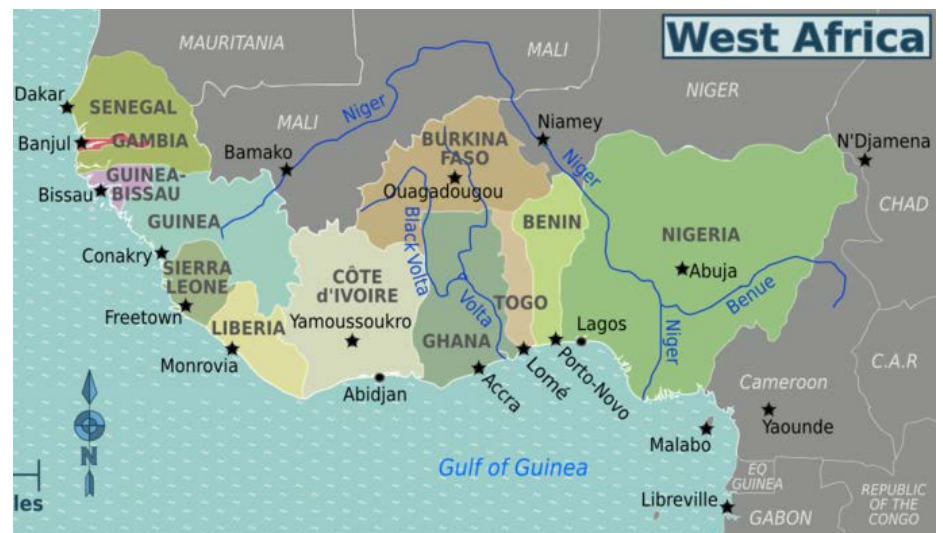 West Africa
MAURITANIA
MALI
NIGER
Dakar
SENEGAL
Niger
MALI
Niamey
N'Djamena
Banjul
GAMBIA
Bamako
BURKINA
FASO
Niger
GUINEA-
BISSAU
Bissau
Ouagadougou
CHAD
GUINEA
Black Volta
BENIN
NIGERIA
Conakry
SIERRA
LEONE
CÔTE
d'IVOIRE
Abuja
Benue
Freetown
LIBERIA
Yamoussoukro
Volta
TOGO
Lagos
GHANA
Niger
Monrovia
Abidjan
Accra
Lomé
Porto-Novo
C.A.R
Cameroon
Yaounde
Malabo
N
Gulf of Guinea
EQ
GUINEA
les
Libreville
GABON
REPUBLIC
OF THE
CONGO